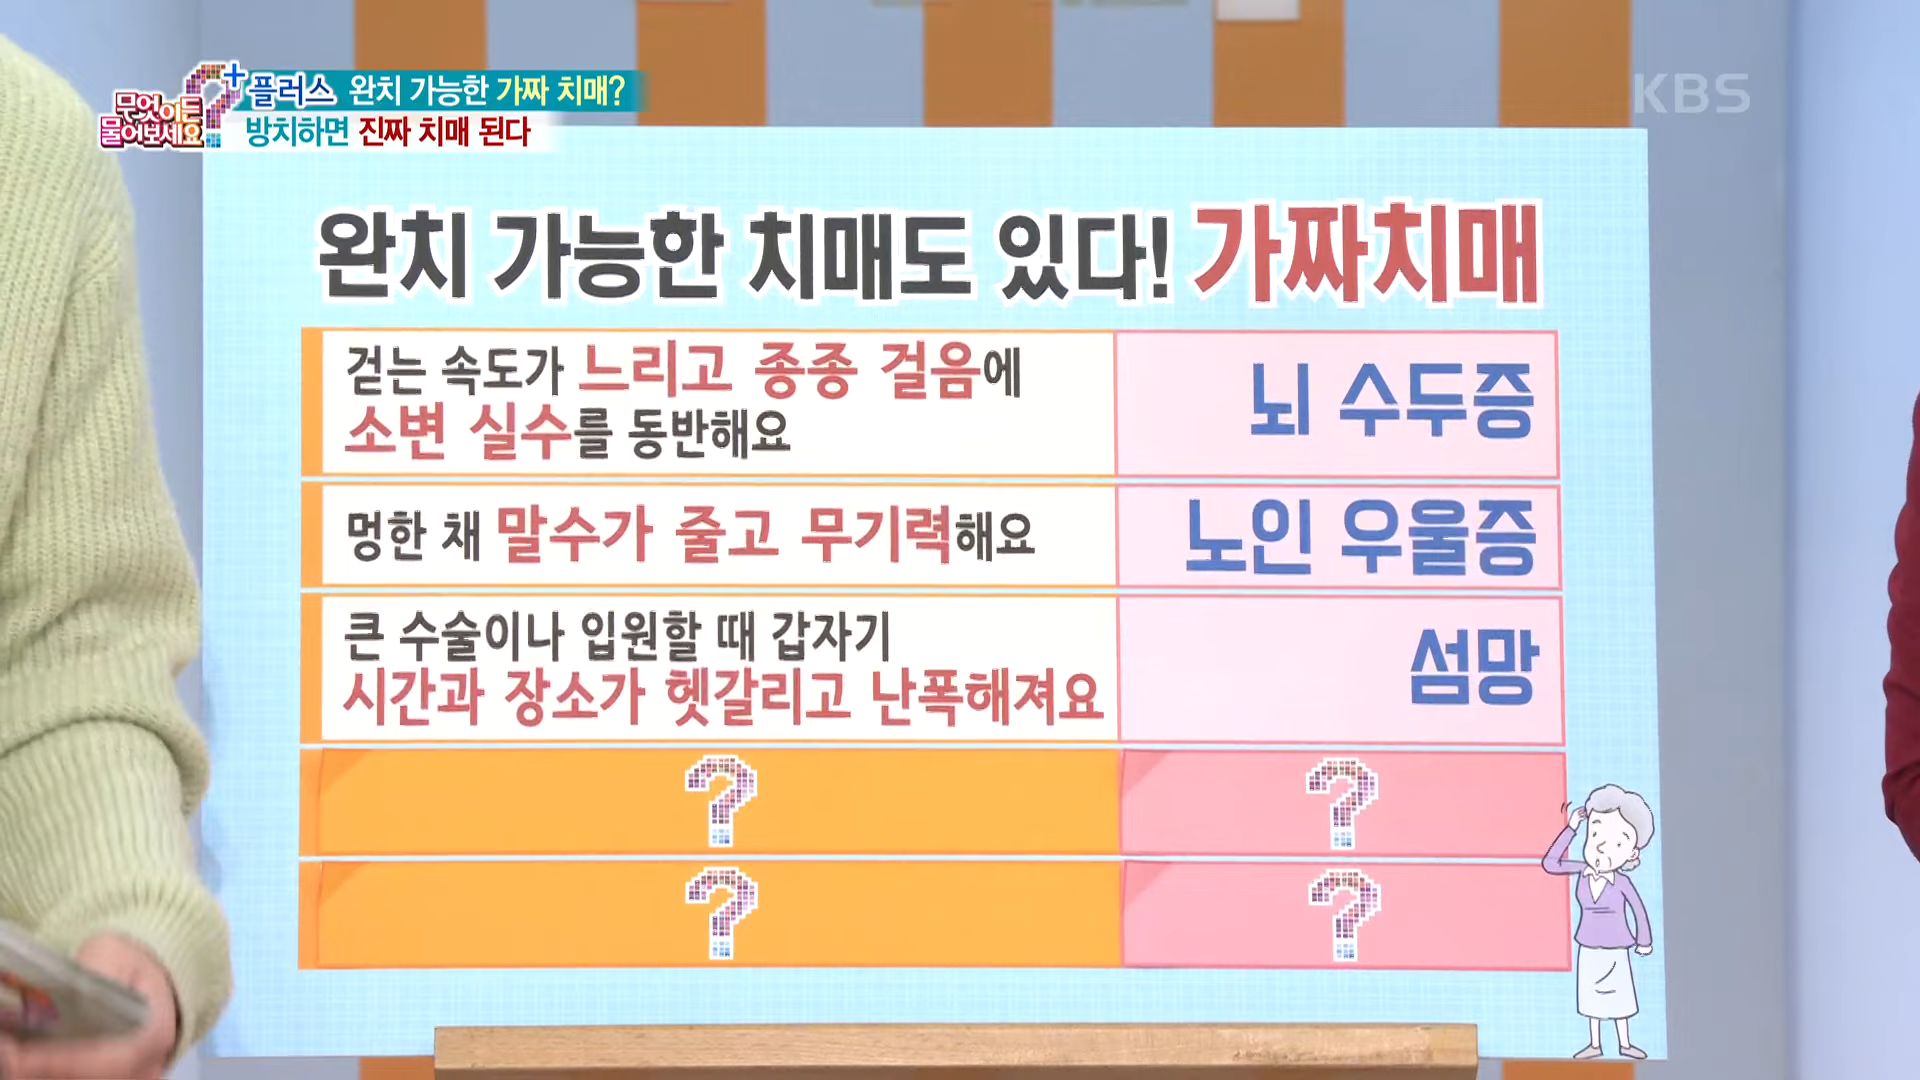 무엇이든
물어보세요
플러스 완치 가능한 가짜 치매?
방치하면 진짜 치매 된다
KBS
완치 가능한 치매도 있다! 가짜치매
걷는 속도가 느리고 종종 걸음에
소변 실수를 동반해요
뇌 수두증
멍한 채 말수가 줄고 무기력해요
노인 우울증
큰 수술이나 입원할 때 갑자기
시간과 장소가 헷갈리고 난폭해져요
섬망
?
?
?
?